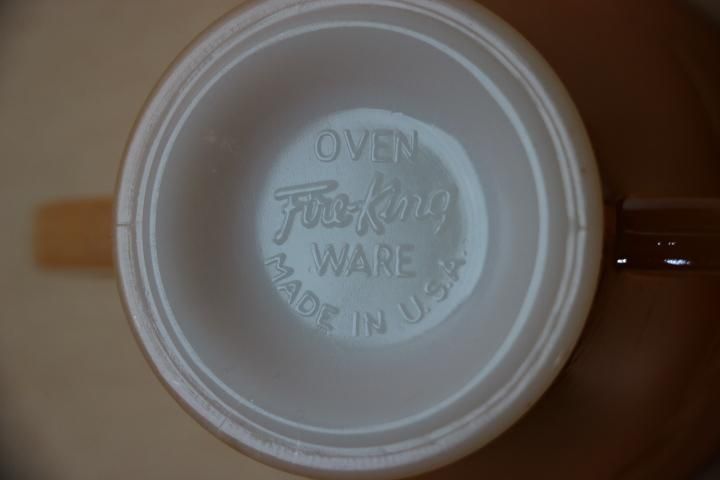 OVEN
Fire-King
WARE
MADE IN U.S.A.